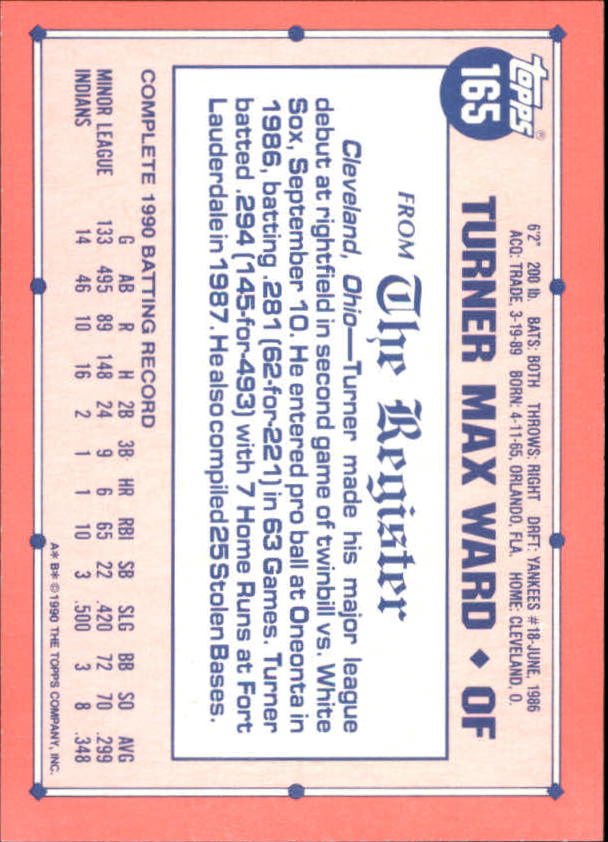 topps®
165
6'2" 200 lb. BATS: BOTH THROWS: RIGHT DRFT: YANKEES #18-JUNE, 1986
ACQ: TRADE, 3-19-89 BORN: 4-11-65, ORLANDO, FLA. HOME: CLEVELAND, O.
TURNER MAX WARD ♦ OF
FROM The Register
Cleveland, Ohio—Turner made his major league
debut at rightfield in second game of twinbill vs. White
Sox, September 10. He entered pro ball at Oneonta in
1986, batting .281 (62-for-221) in 63 Games. Turner
batted .294 (145-for-493) with 7 Home Runs at Fort
Lauderdale in 1987. He also compiled 25 Stolen Bases.
COMPLETE 1990 BATTING RECORD
G AB R H 2B 3B HR RBI SB SLG BB SO AVG
MINOR LEAGUE 133 495 89 148 24 9 6 65 22 .420 72 70 .299
INDIANS 14 46 10 16 2 1 1 10 3 .500 3 8 .348
A* B* © 1990 THE TOPPS COMPANY, INC.